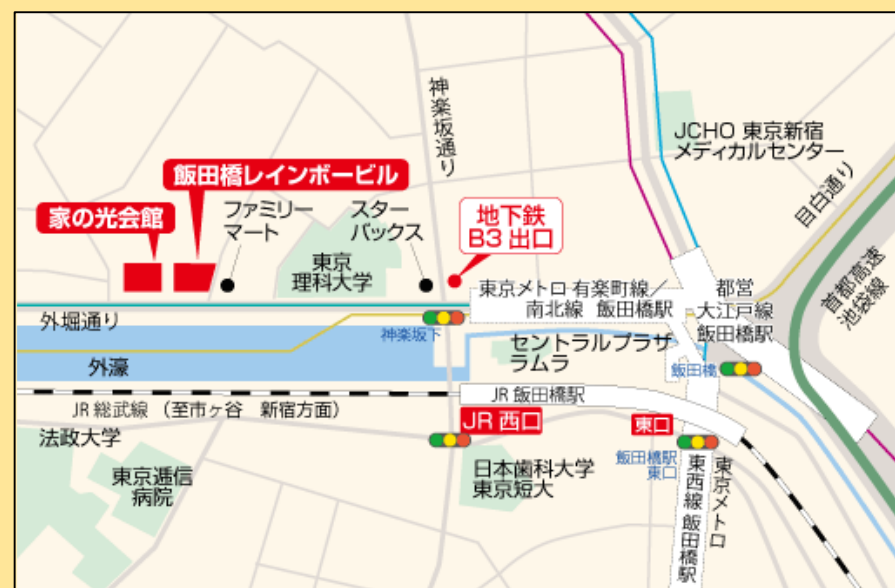 神楽坂通り
JCHO 東京新宿
メディカルセンター
目白通り
首都高速
池袋線
飯田橋レインボービル
家の光会館
ファミリー
マート
スター
バックス
地下鉄
B3 出口
東京
理科大学
東京メトロ 有楽町線／
南北線 飯田橋駅
都営
大江戸線
飯田橋駅
外堀通り
神楽坂下
セントラルプラザ
ラムラ
飯田橋
外濠
JR 飯田橋駅
JR 総武線 （至市ヶ谷 新宿方面）
JR 西口
東口
法政大学
東京逓信
病院
日本歯科大学
東京短大
飯田橋駅
東口
東京メトロ
東西線 飯田橋駅